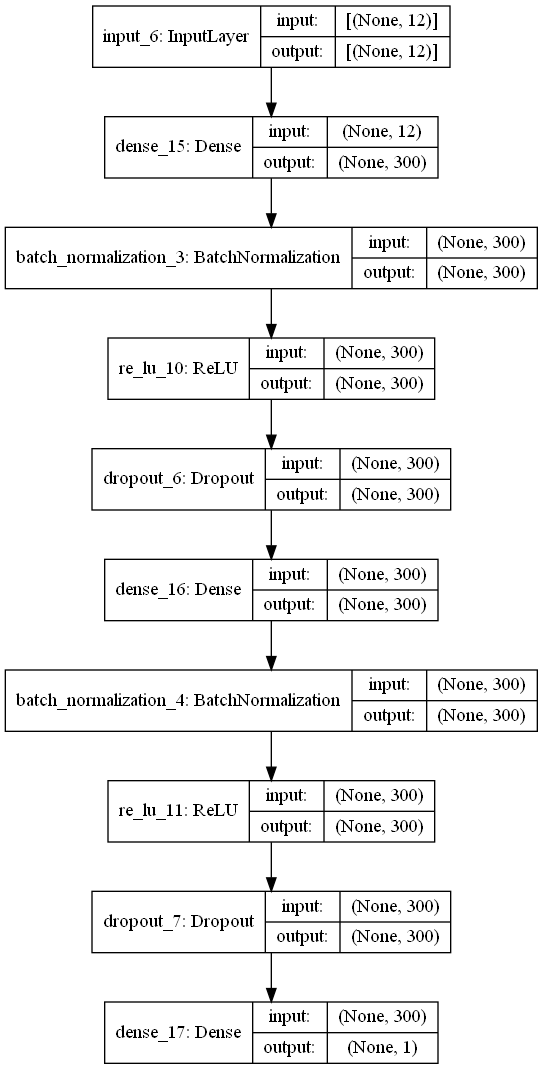 input_6: InputLayer
input: [(None, 12)]
output: [(None, 12)]
dense_15: Dense
input: (None, 12)
output: (None, 300)
batch_normalization_3: BatchNormalization
input: (None, 300)
output: (None, 300)
re_lu_10: ReLU
input: (None, 300)
output: (None, 300)
dropout_6: Dropout
input: (None, 300)
output: (None, 300)
dense_16: Dense
input: (None, 300)
output: (None, 300)
batch_normalization_4: BatchNormalization
input: (None, 300)
output: (None, 300)
re_lu_11: ReLU
input: (None, 300)
output: (None, 300)
dropout_7: Dropout
input: (None, 300)
output: (None, 300)
dense_17: Dense
input: (None, 300)
output: (None, 1)